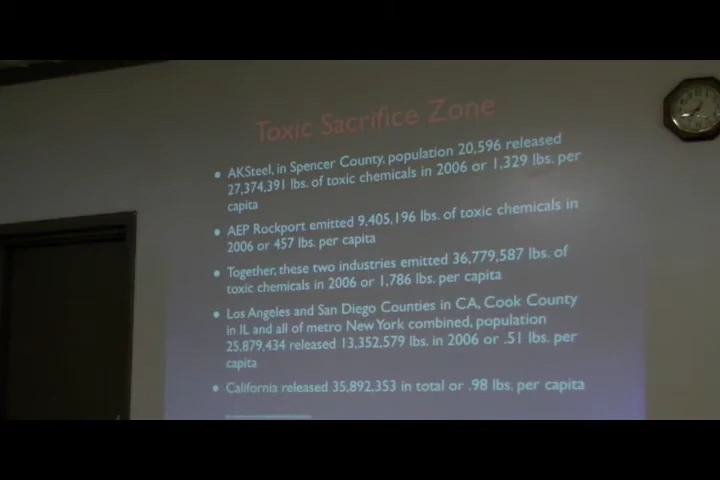 Toxic Sacrifice Zone
• AKSteel, in Spencer County, population 20,596 released
27,374,391 lbs. of toxic chemicals in 2006 or 1,329 lbs. per
capita
• AEP Rockport emitted 9,405,196 lbs. of toxic chemicals in
2006 or 457 lbs. per capita
• Together, these two industries emitted 36,779,587 lbs. of
toxic chemicals in 2006 or 1,786 lbs. per capita
• Los Angeles and San Diego Counties in CA, Cook County
in IL and all of metro New York combined, population
25,879,434 released 13,352,579 lbs. in 2006 or .51 lbs. per
capita
• California released 35,892,353 in total or .98 lbs. per capita